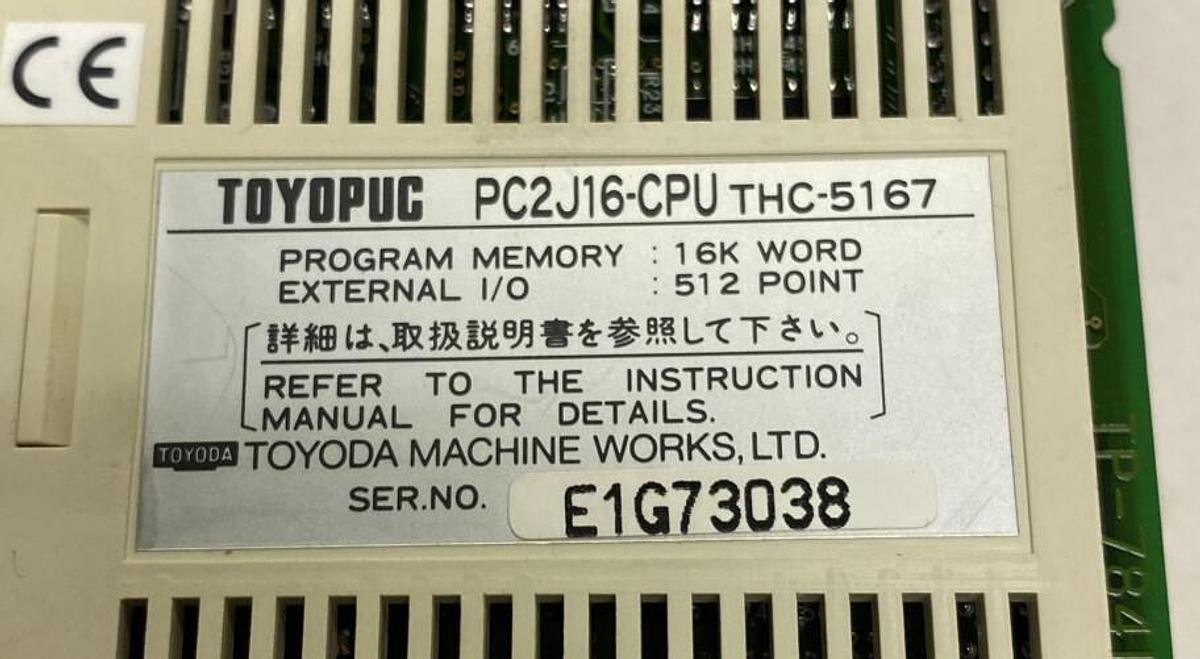 CE
TOYOPUC PC2J16-CPU THC-5167
PROGRAM MEMORY : 16K WORD
EXTERNAL I/O : 512 POINT
詳細は、取扱説明書を参照して下さい。
REFER TO THE INSTRUCTION
MANUAL FOR DETAILS.
TOYODA TOYODA MACHINE WORKS, LTD.
SER.NO. E1G73038